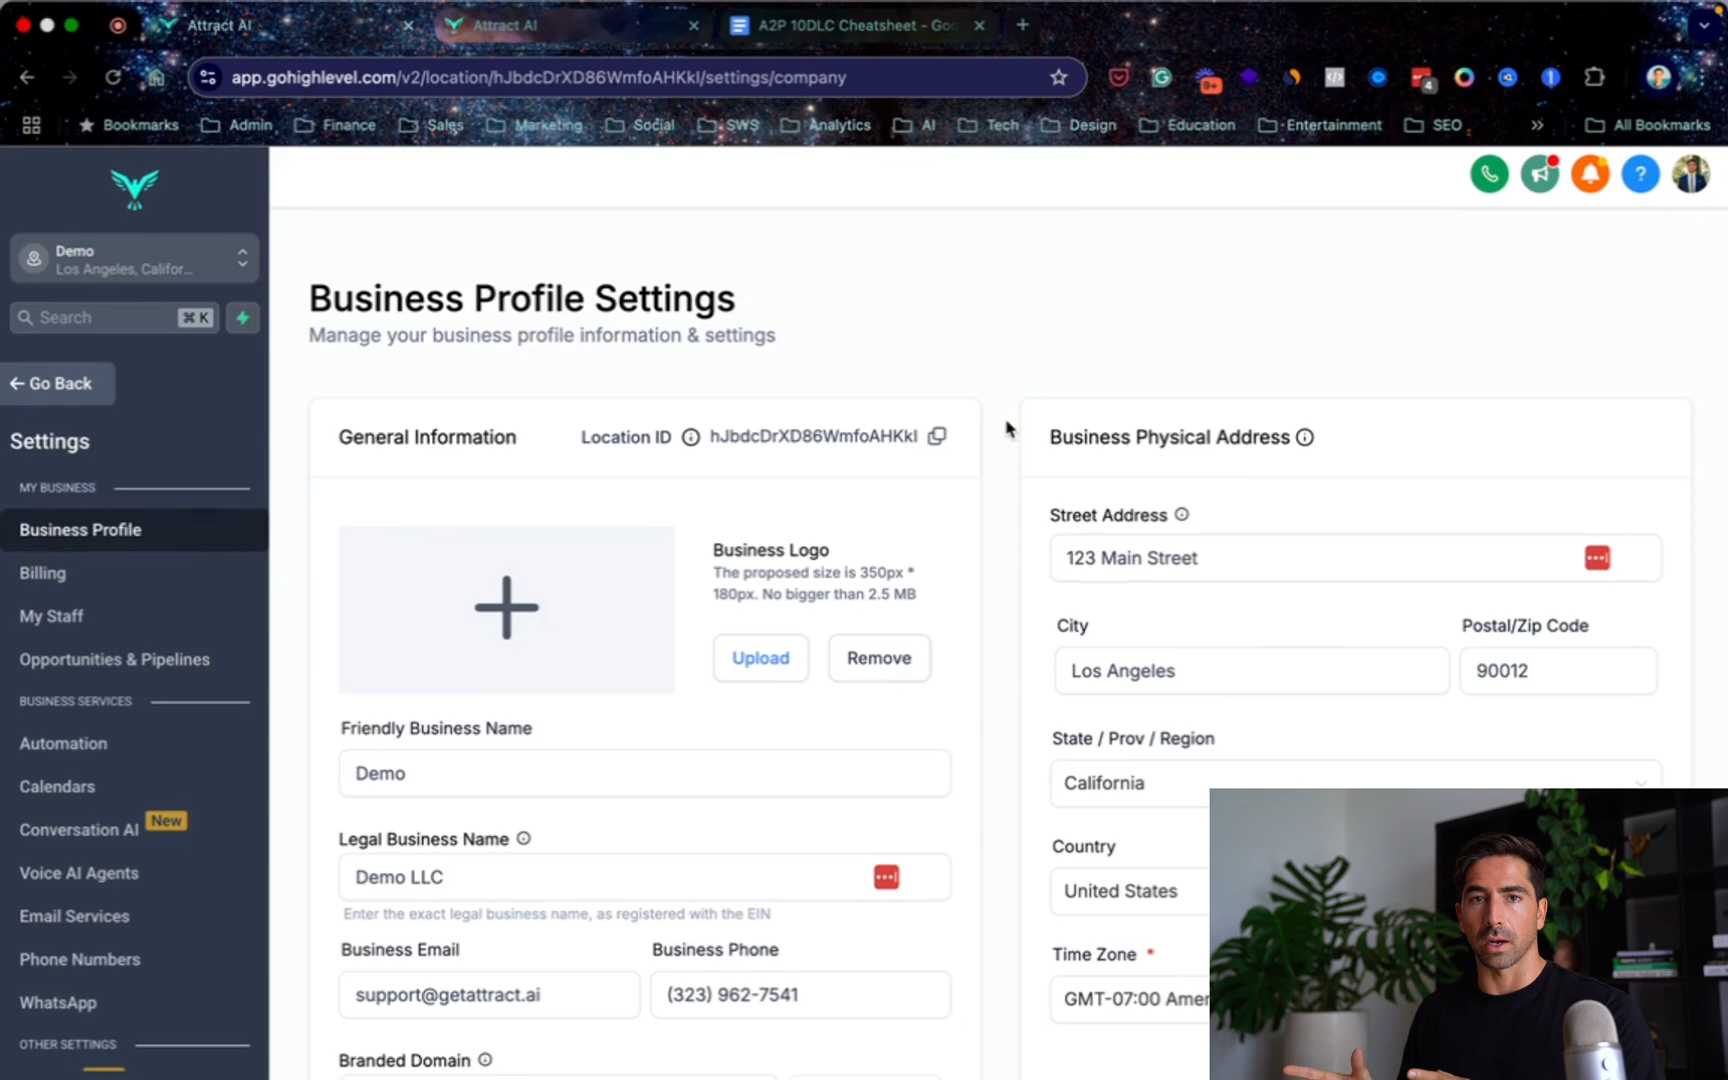 Attract AI
Attract AI
A2P 10DLC Cheatsheet - Goo
app.gohighlevel.com/v2/location/hJbdcDrXD86WmfoAHKkl/settings/company
9+
4
Bookmarks
Admin
Finance
Sales
Marketing
Social
SWS
Analytics
AI
Tech
Design
Education
Entertainment
SEO
All Bookmarks
Demo
Los Angeles, Califor...
Search
⌘ K
Go Back
Settings
MY BUSINESS
Business Profile
Billing
My Staff
Opportunities & Pipelines
BUSINESS SERVICES
Automation
Calendars
Conversation AI New
Voice AI Agents
Email Services
Phone Numbers
WhatsApp
OTHER SETTINGS
Business Profile Settings
Manage your business profile information & settings
General Information
Location ID hJbdcDrXD86WmfoAHKkl
Business Logo
The proposed size is 350px *
180px. No bigger than 2.5 MB
Upload
Remove
Friendly Business Name
Demo
Legal Business Name
Demo LLC
Enter the exact legal business name, as registered with the EIN
Business Email
Business Phone
support@getattract.ai
(323) 962-7541
Branded Domain
Business Physical Address
Street Address
123 Main Street
City
Postal/Zip Code
Los Angeles
90012
State / Prov / Region
California
Country
United States
Time Zone *
GMT-07:00 Amer